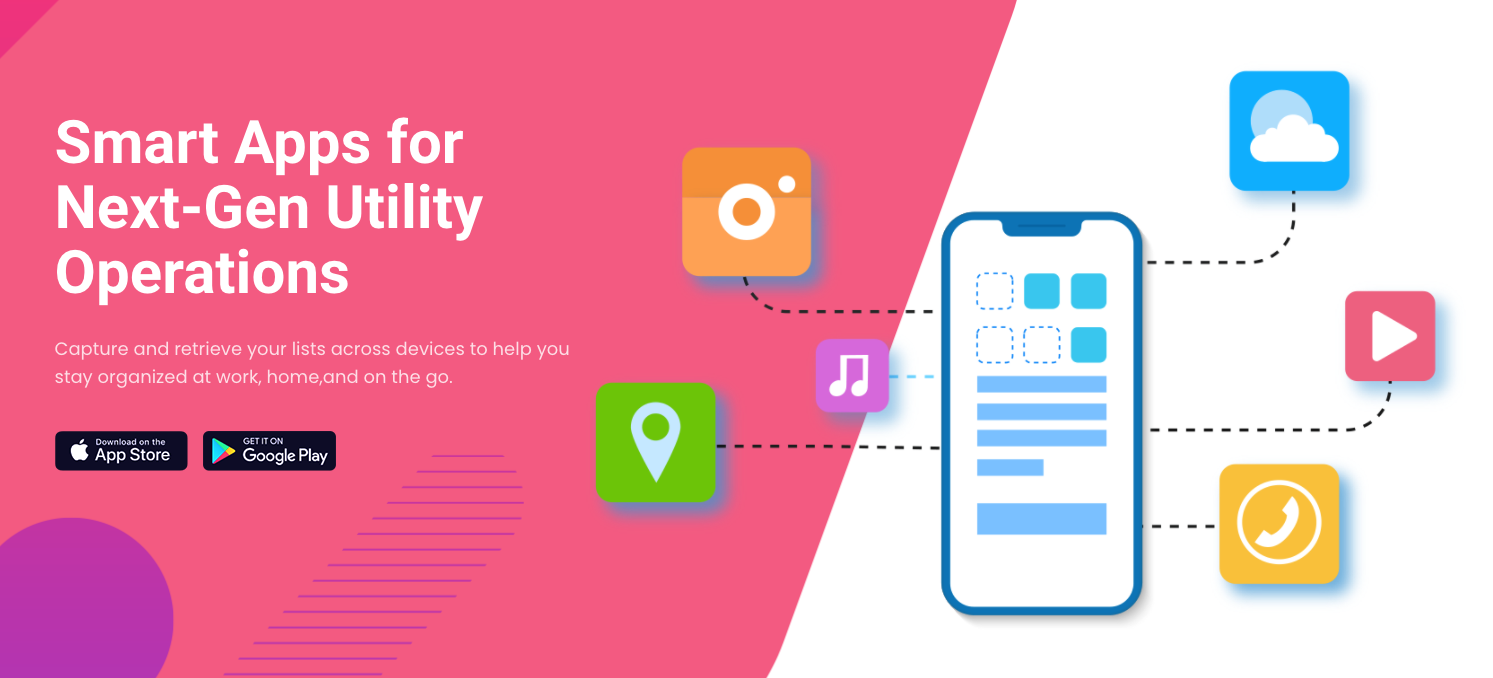 Smart Apps for
Next-Gen Utility
Operations
Capture and retrieve your lists across devices to help you
stay organized at work, home,and on the go.
Download on the
App Store
GET IT ON
Google Play